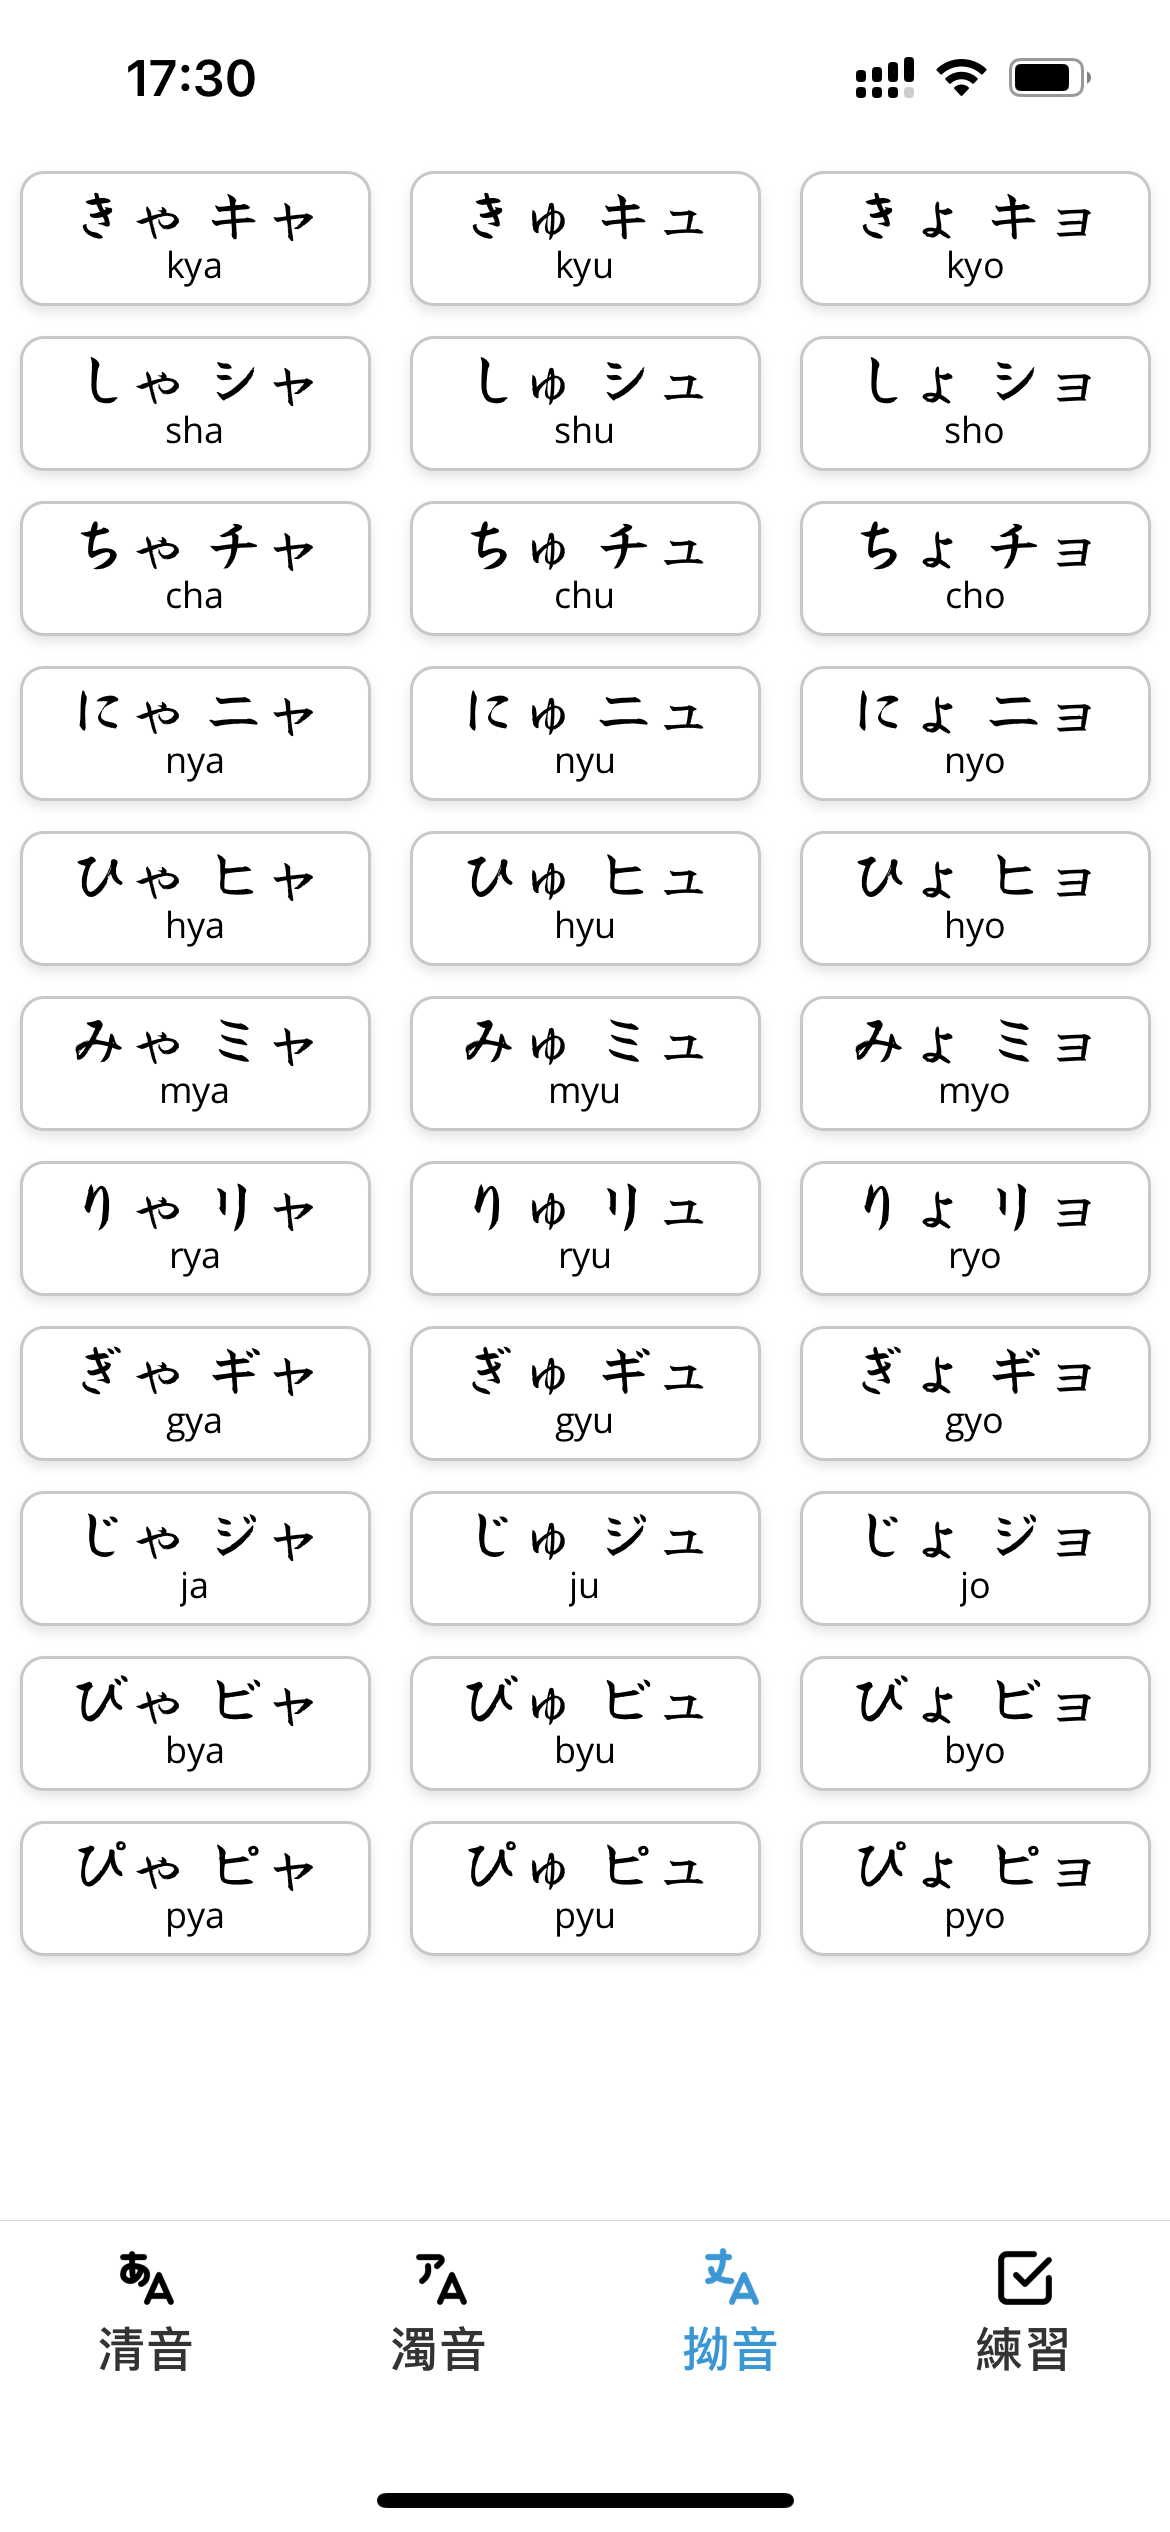 17:30
きゃ キャ
kya
きゅ キュ
kyu
きょ キョ
kyo
しゃ シャ
sha
しゅ シュ
shu
しょ ショ
sho
ちゃ チャ
cha
ちゅ チュ
chu
ちょ チョ
cho
にゃ ニャ
nya
にゅ ニュ
nyu
にょ ニョ
nyo
ひゃ ヒャ
hya
ひゅ ヒュ
hyu
ひょ ヒョ
hyo
みゃ ミャ
mya
みゅ ミュ
myu
みょ ミョ
myo
りゃ リャ
rya
りゅ リュ
ryu
りょ リョ
ryo
ぎゃ ギャ
gya
ぎゅ ギュ
gyu
ぎょ ギョ
gyo
じゃ ジャ
ja
じゅ ジュ
ju
じょ ジョ
jo
びゃ ビャ
bya
びゅ ビュ
byu
びょ ビョ
byo
ぴゃ ピャ
pya
ぴゅ ピュ
pyu
ぴょ ピョ
pyo
清音
濁音
拗音
練習